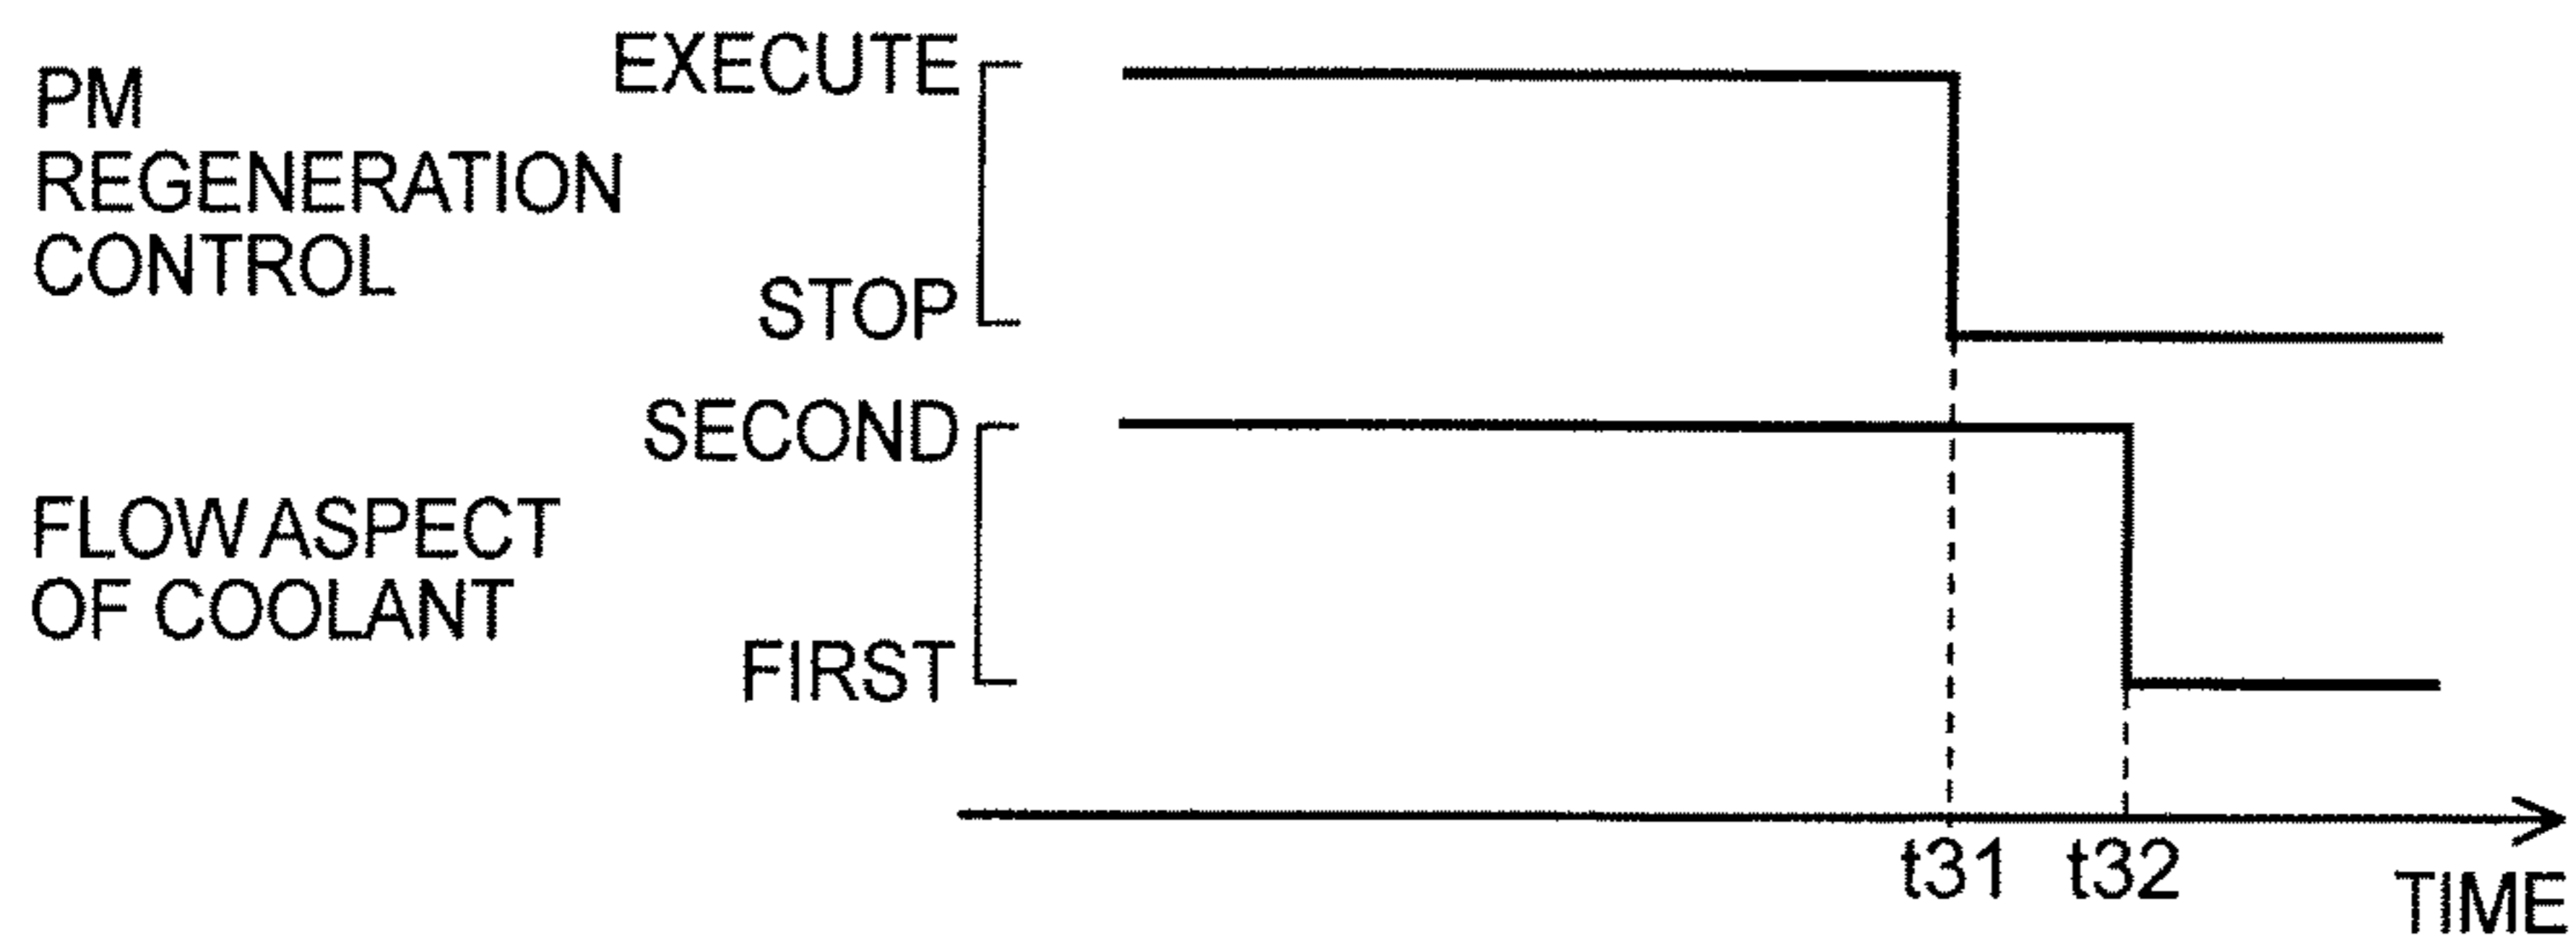 PM
REGENERATION
CONTROL
EXECUTE
STOP
FLOW ASPECT
OF COOLANT
SECOND
FIRST
t31
t32
TIME